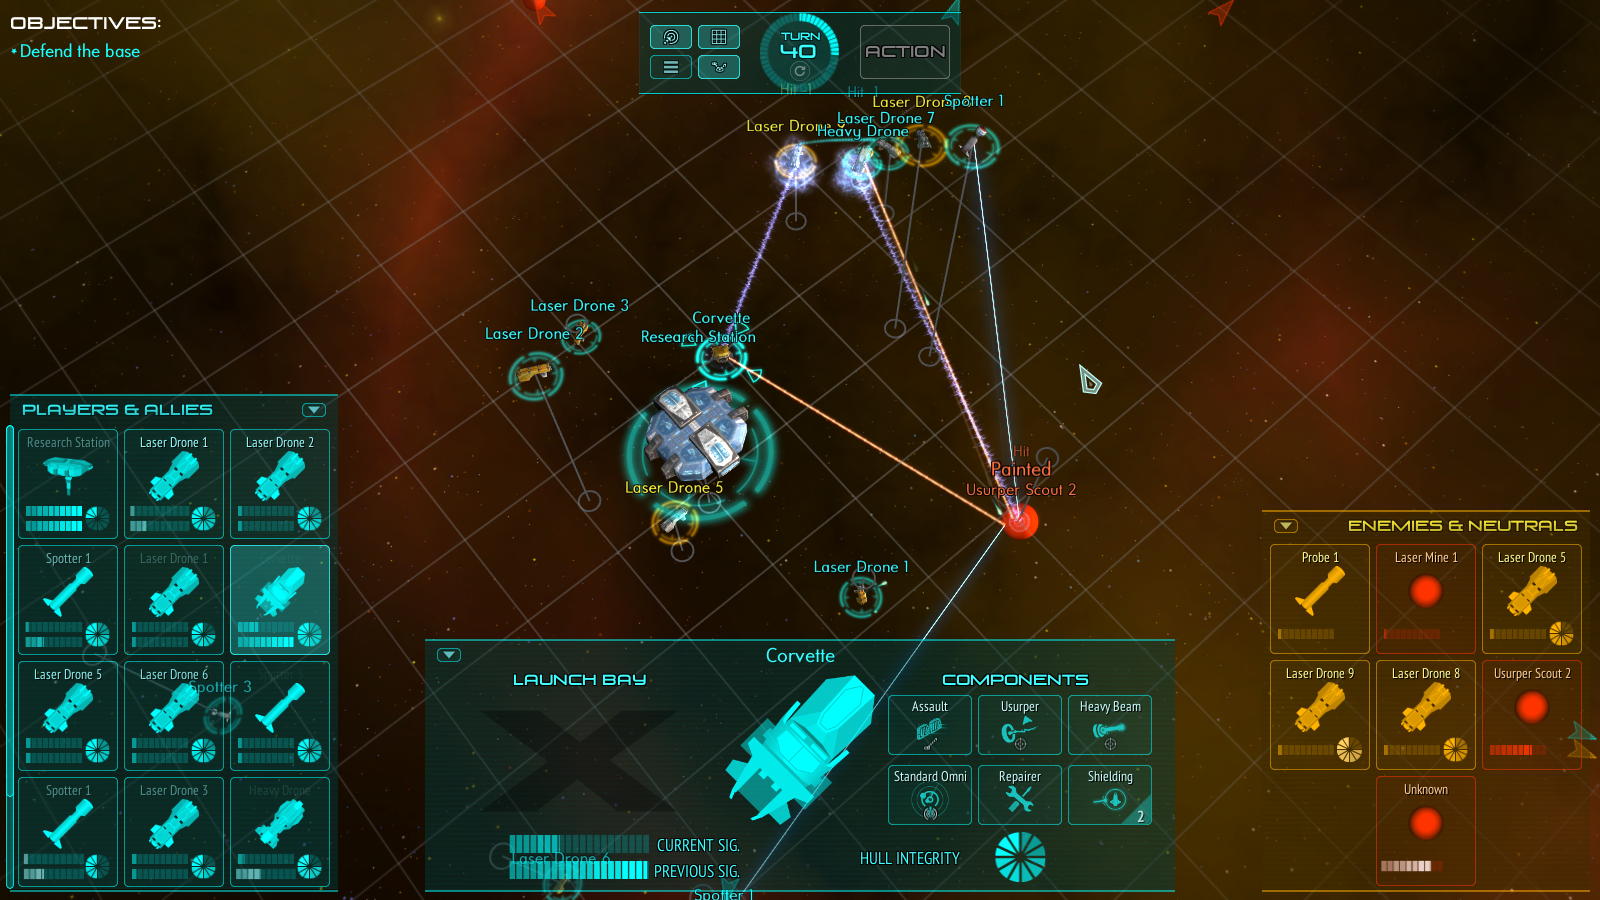 OBJECTIVES:
Defend the base
TURN
40
ACTION
Hit
Hit
Spotter 1
Laser Drone 7
Heavy Drone
Laser Drone 3
Laser Drone 2
Corvette
Research Station
Laser Drone 5
Hit
Painted
Usurper Scout 2
Laser Drone 1
PLAYERS & ALLIES
Research Station
Laser Drone 1
Laser Drone 2
Spotter 1
Laser Drone 1
Laser Drone 5
Laser Drone 6
Spotter 3
Spotter 1
Laser Drone 3
Heavy Drone
Corvette
LAUNCH BAY
COMPONENTS
Assault
Usurper
Heavy Beam
Standard Omni
Repairer
Shielding
2
CURRENT SIG.
PREVIOUS SIG.
HULL INTEGRITY
Laser Drone 6
Spotter 1
ENEMIES & NEUTRALS
Probe 1
Laser Mine 1
Laser Drone 5
Laser Drone 9
Laser Drone 8
Usurper Scout 2
Unknown